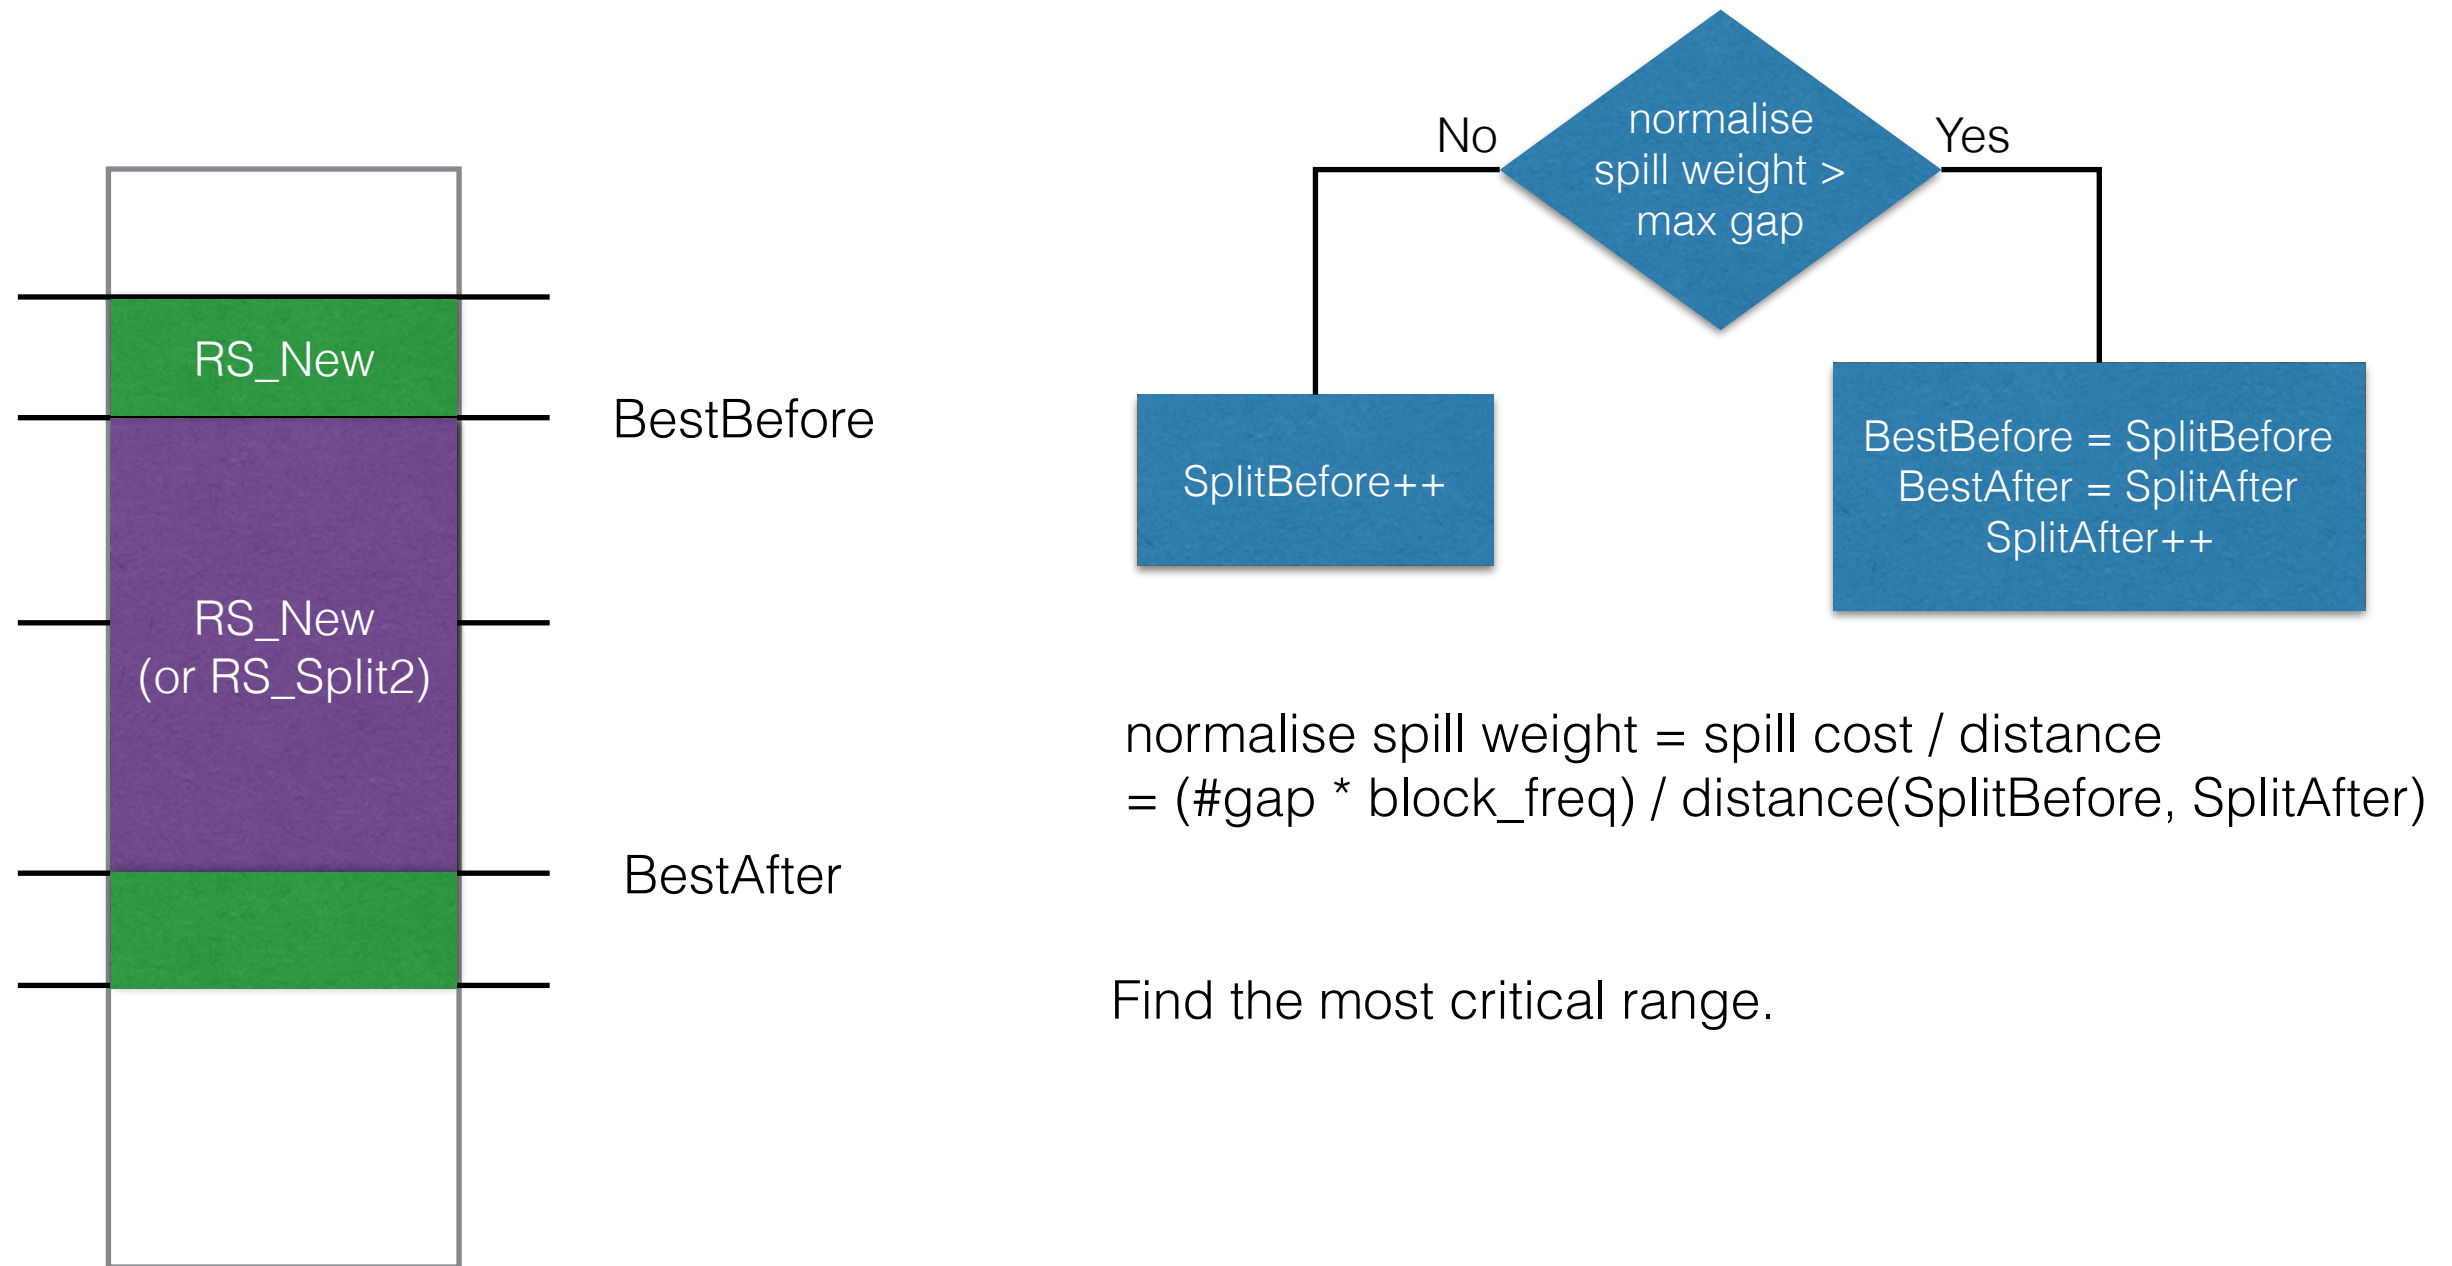 RS_New
BestBefore
RS_New
(or RS_Split2)
BestAfter
normalise
spill weight >
max gap
No
Yes
SplitBefore++
BestBefore = SplitBefore
BestAfter = SplitAfter
SplitAfter++
normalise spill weight = spill cost / distance
= (#gap * block_freq) / distance(SplitBefore, SplitAfter)
Find the most critical range.